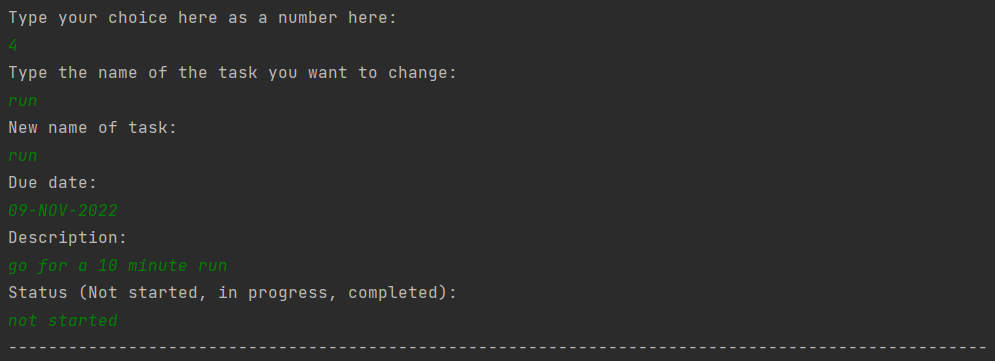 Type your choice here as a number here:
4
Type the name of the task you want to change:
run
New name of task:
run
Due date:
09-NOV-2022
Description:
go for a 10 minute run
Status (Not started, in progress, completed):
not started
--------------------------------------------------------------------------------------------------